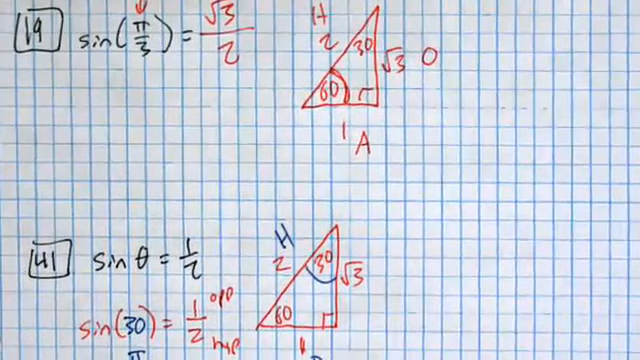 19 sin(π/3) = √3/2
H
2
30
√3 O
60
1
A
41 sin θ = 1/2
sin(30) = 1/2 opp
hyp
π
H
2
30
√3
60